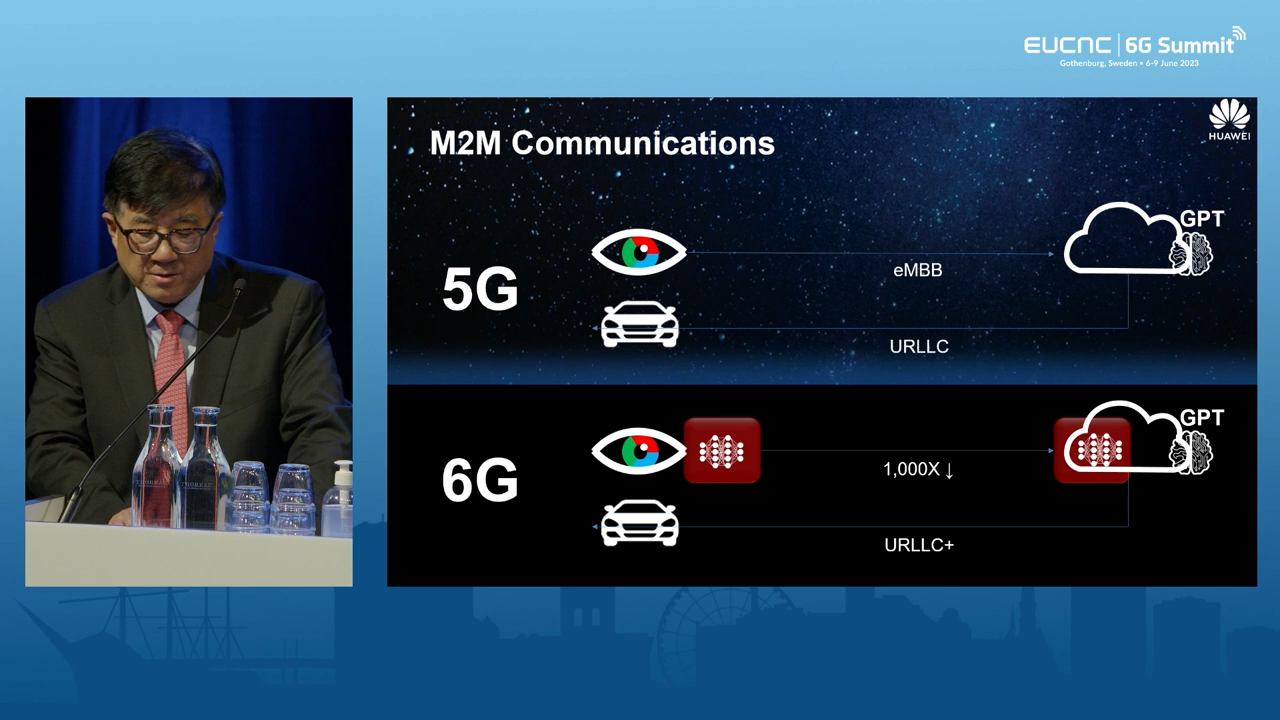 EUCNC | 6G Summit
Gothenburg, Sweden • 6-9 June 2023
HUAWEI
M2M Communications
GPT
5G
eMBB
URLLC
GPT
6G
1,000X ↓
URLLC+